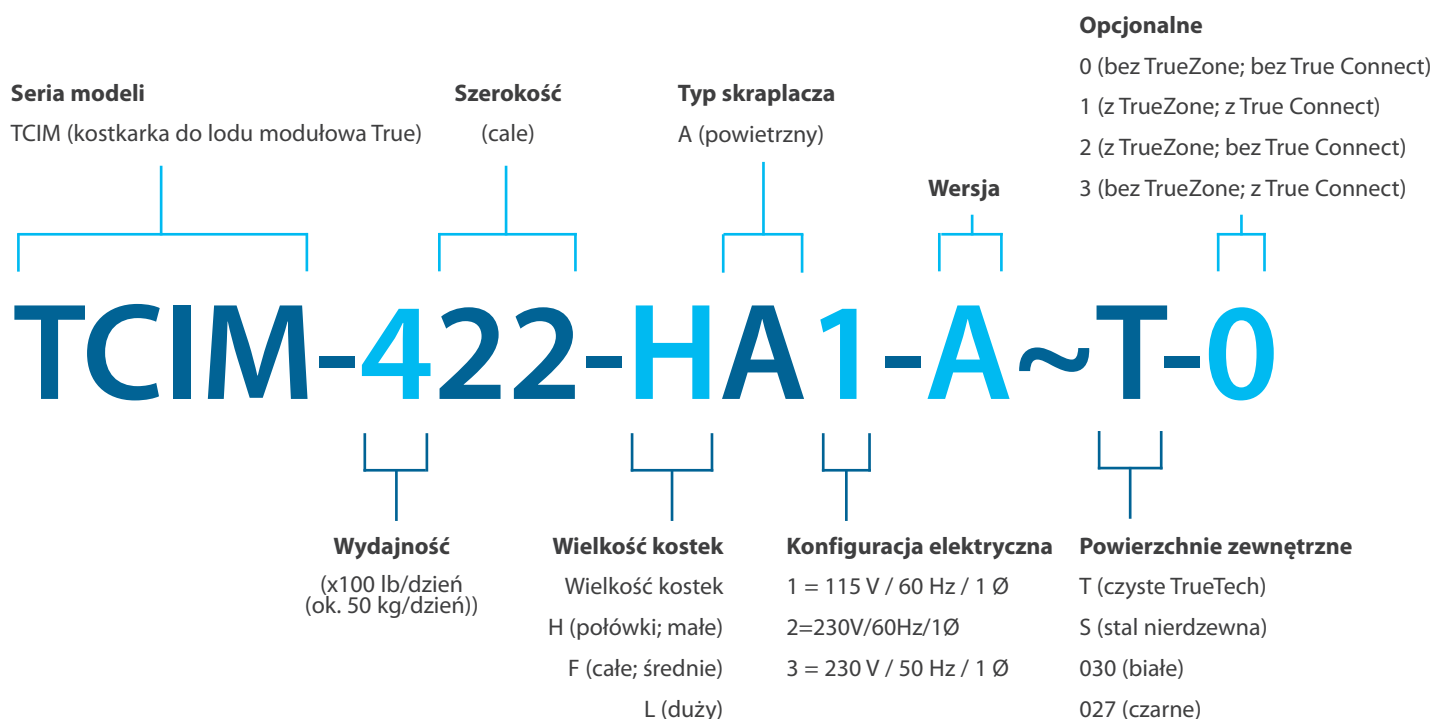 Opcjonalne
0 (bez TrueZone; bez True Connect)
1 (z TrueZone; z True Connect)
2 (z TrueZone; bez True Connect)
3 (bez TrueZone; z True Connect)
Seria modeli
TCIM (kostkarka do lodu modułowa True)
Szerokość
(cale)
Typ skraplacza
A (powietrzny)
Wersja
TCIM-422-HA1-A~T-0
Wydajność
(x100 lb/dzień
(ok. 50 kg/dzień))
Wielkość kostek
Wielkość kostek
H (połówki; małe)
F (całe; średnie)
L (duży)
Konfiguracja elektryczna
1 = 115 V / 60 Hz / 1 Ø
2=230V/60Hz/1Ø
3 = 230 V / 50 Hz / 1 Ø
Powierzchnie zewnętrzne
T (czyste TrueTech)
S (stal nierdzewna)
030 (białe)
027 (czarne)